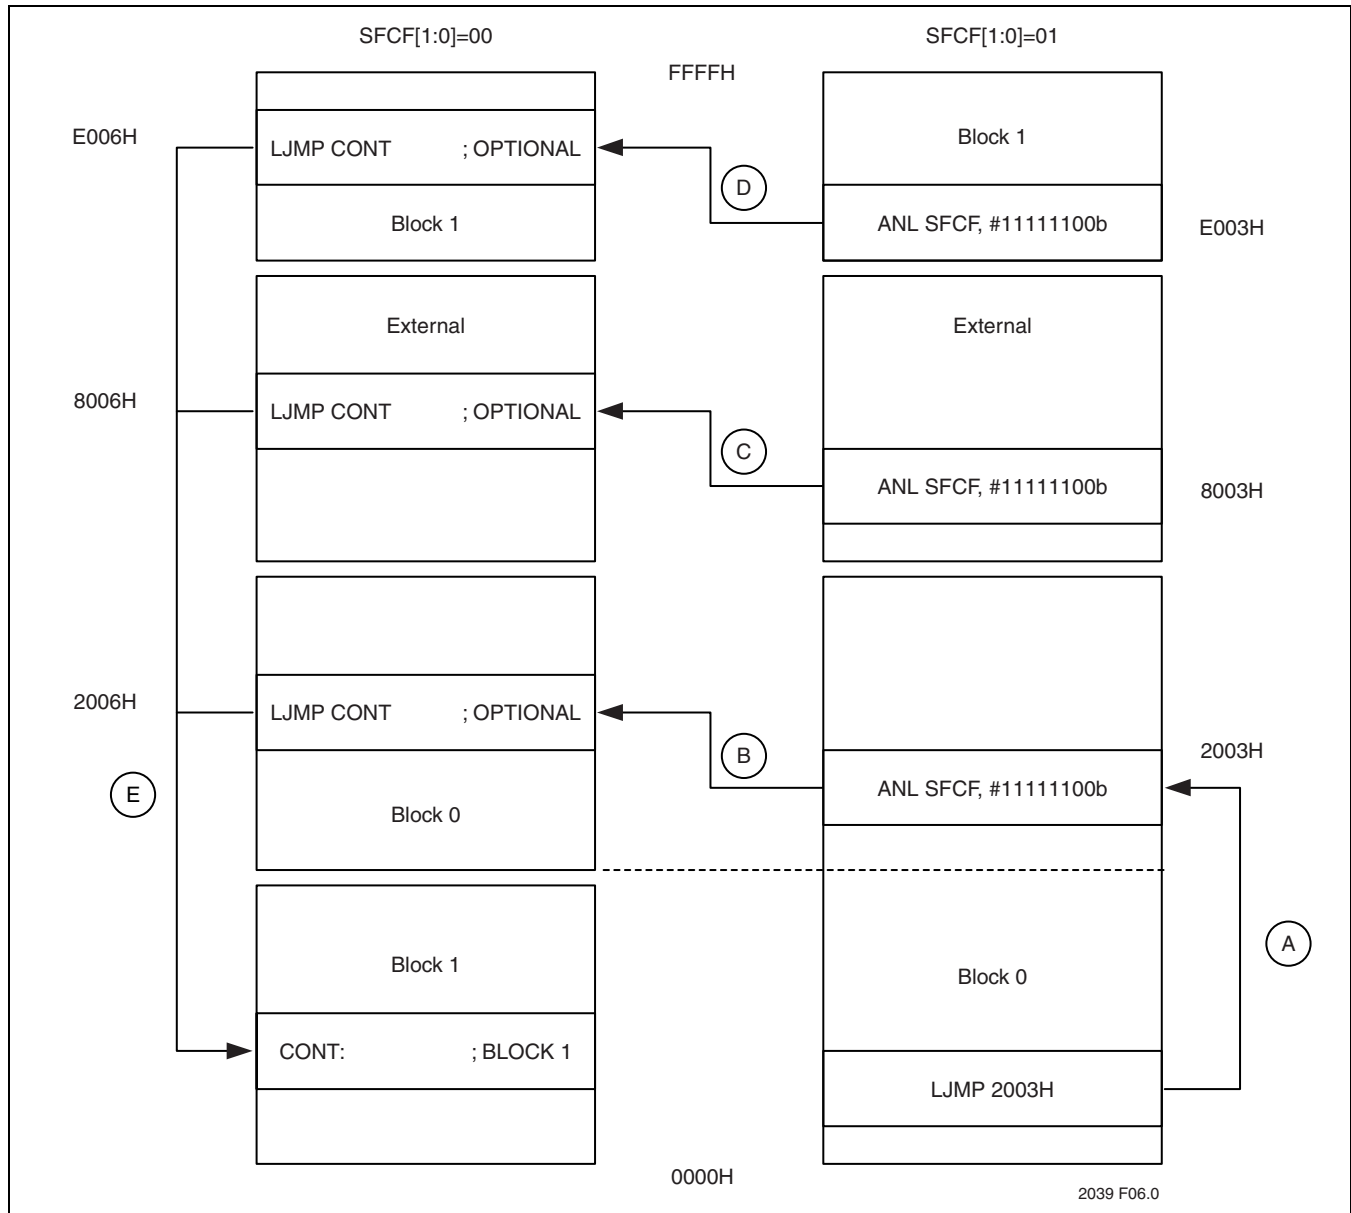 SFCF[1:0]=00
SFCF[1:0]=01
FFFFH
E006H
LJMP CONT ; OPTIONAL
Block 1
D
Block 1
ANL SFCF, #11111100b
E003H
External
External
8006H
LJMP CONT ; OPTIONAL
C
ANL SFCF, #11111100b
8003H
2006H
LJMP CONT ; OPTIONAL
B
2003H
ANL SFCF, #11111100b
E
Block 0
A
Block 1
Block 0
CONT: ; BLOCK 1
LJMP 2003H
0000H
2039 F06.0